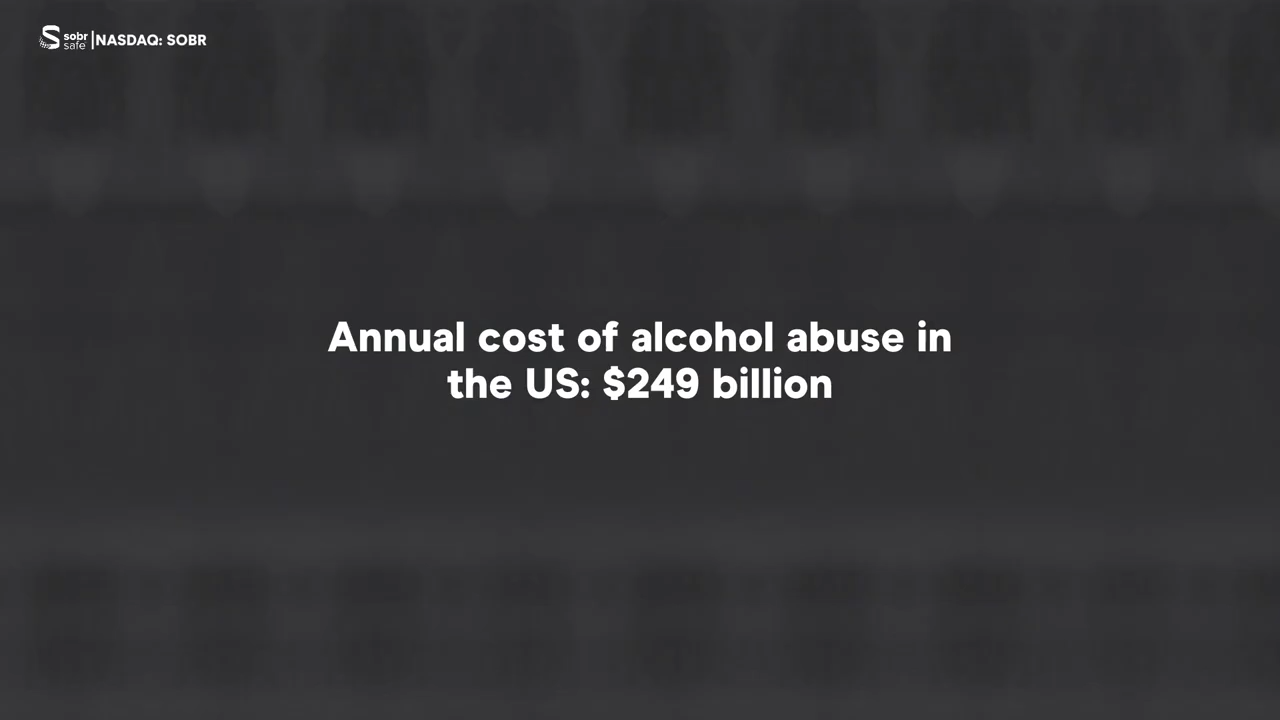 sobr
safe | NASDAQ: SOBR
Annual cost of alcohol abuse in
the US: $249 billion